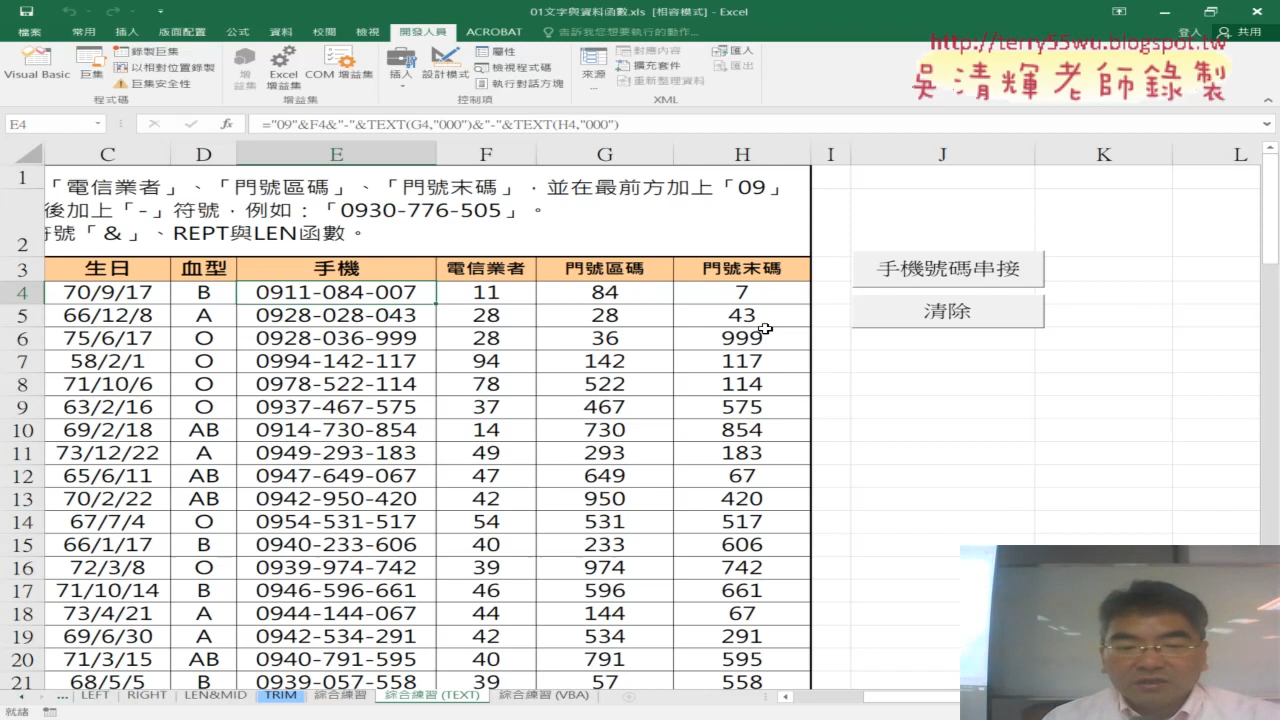 01文字與資料函數.xls [相容模式] - Excel
檔案 常用 插入 版面配置 公式 資料 校閱 檢視 開發人員 ACROBAT 告訴我您想要執行的動作... 登入 共用
http://terry55wu.blogspot.tw
吳清輝老師錄製
Visual Basic 巨集 錄製巨集 以相對位置錄製 巨集安全性 增益集 Excel 增益集 COM 增益集 插入 設計模式 屬性 檢視程式碼 執行對話方塊 來源 對應內容 擴充套件 重新整理資料 匯入 匯出
程式碼 增益集 控制項 XML
E4 fx ="09"&F4&"-"&TEXT(G4,"000")&"-"&TEXT(H4,"000")
C D E F G H I J K L
1 「電信業者」、「門號區碼」、「門號末碼」，並在最前方加上「09」
後加上「-」符號，例如：「0930-776-505」。
2 符號「&」、REPT與LEN函數。
3 生日 血型 手機 電信業者 門號區碼 門號末碼 手機號碼串接
4 70/9/17 B 0911-084-007 11 84 7
5 66/12/8 A 0928-028-043 28 28 43 清除
6 75/6/17 O 0928-036-999 28 36 999
7 58/2/1 O 0994-142-117 94 142 117
8 71/10/6 O 0978-522-114 78 522 114
9 63/2/16 O 0937-467-575 37 467 575
10 69/2/18 AB 0914-730-854 14 730 854
11 73/12/22 A 0949-293-183 49 293 183
12 65/6/11 AB 0947-649-067 47 649 67
13 70/2/22 AB 0942-950-420 42 950 420
14 67/7/4 O 0954-531-517 54 531 517
15 66/1/17 B 0940-233-606 40 233 606
16 72/3/8 O 0939-974-742 39 974 742
17 71/10/14 B 0946-596-661 46 596 661
18 73/4/21 A 0944-144-067 44 144 67
19 69/6/30 A 0942-534-291 42 534 291
20 71/3/15 AB 0940-791-595 40 791 595
21 68/5/5 B 0939-057-558 39 57 558
... LEFT RIGHT LEN&MID TRIM 綜合練習 綜合練習 (TEXT) 綜合練習 (VBA)
就緒